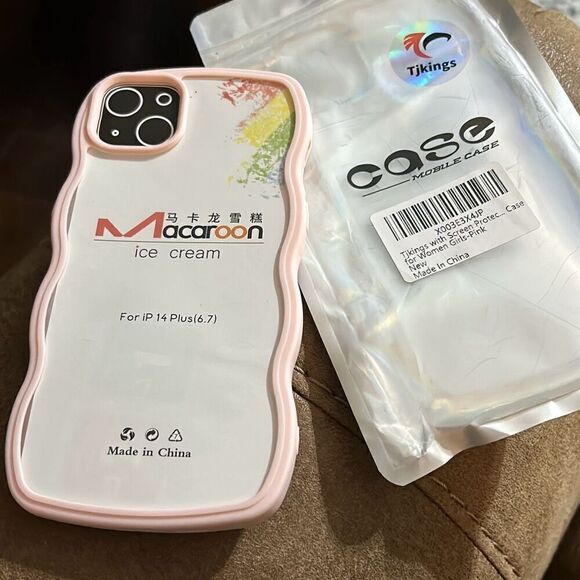 马卡龙雪糕
Macaroon
ice cream
For iP 14 Plus(6.7)
Made in China
Tjkings
case
MOBILE CASE
X003E3X4JP
Tjkings with Screen Protec... Case
for Women Girls-Pink
New
Made In China